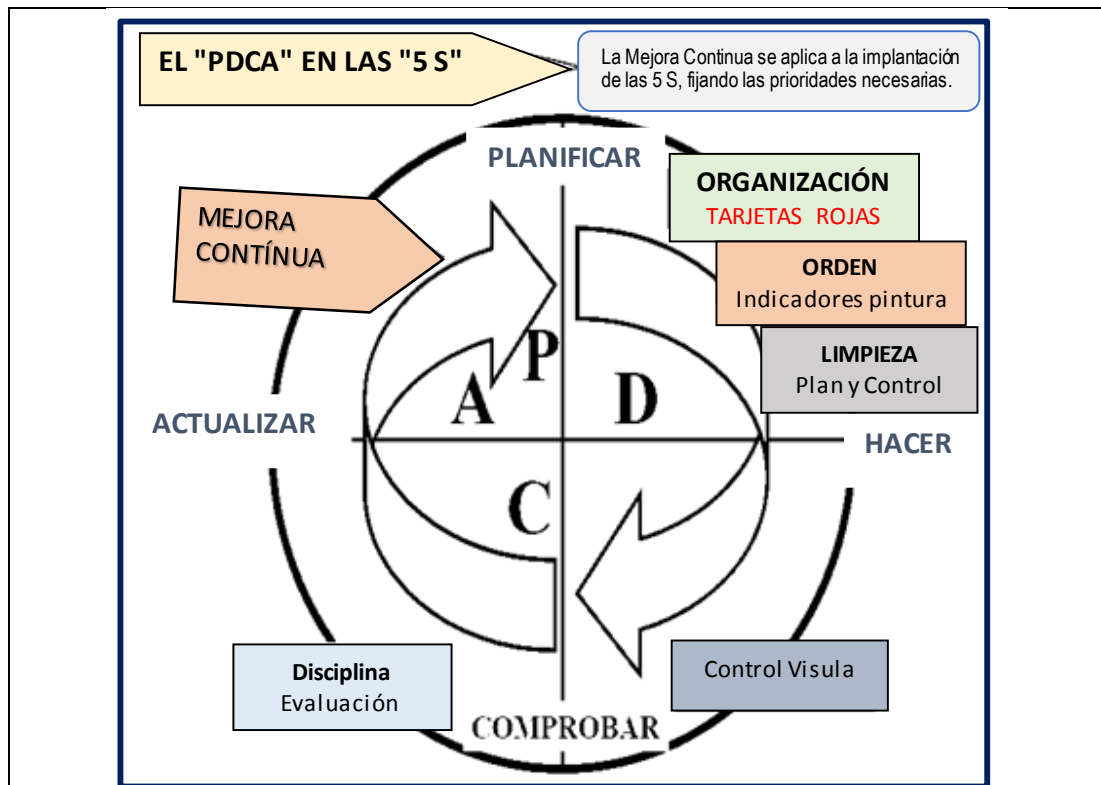 EL "PDCA" EN LAS "5 S"
La Mejora Continua se aplica a la implantación
de las 5 S, fijando las prioridades necesarias.
PLANIFICAR
ORGANIZACIÓN
TARJETAS ROJAS
MEJORA
CONTÍNUA
ORDEN
Indicadores pintura
LIMPIEZA
Plan y Control
P
A
D
ACTUALIZAR
HACER
C
Disciplina
Evaluación
Control Visula
COMPROBAR